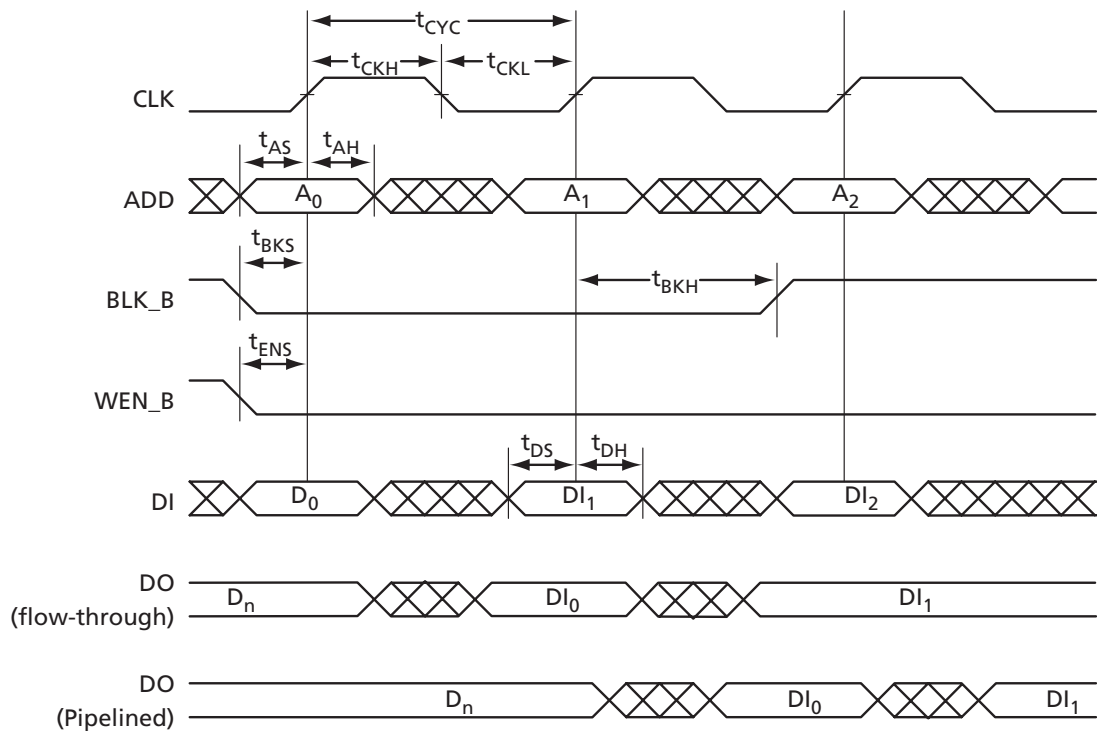 tCYC
tCKH tCKL
CLK
tAS tAH
ADD A0 A1 A2
tBKS
tBKH
BLK_B
tENS
WEN_B
tDS tDH
DI D0 DI1 DI2
DO
(flow-through)
Dn DI0 DI1
DO
(Pipelined)
Dn DI0 DI1